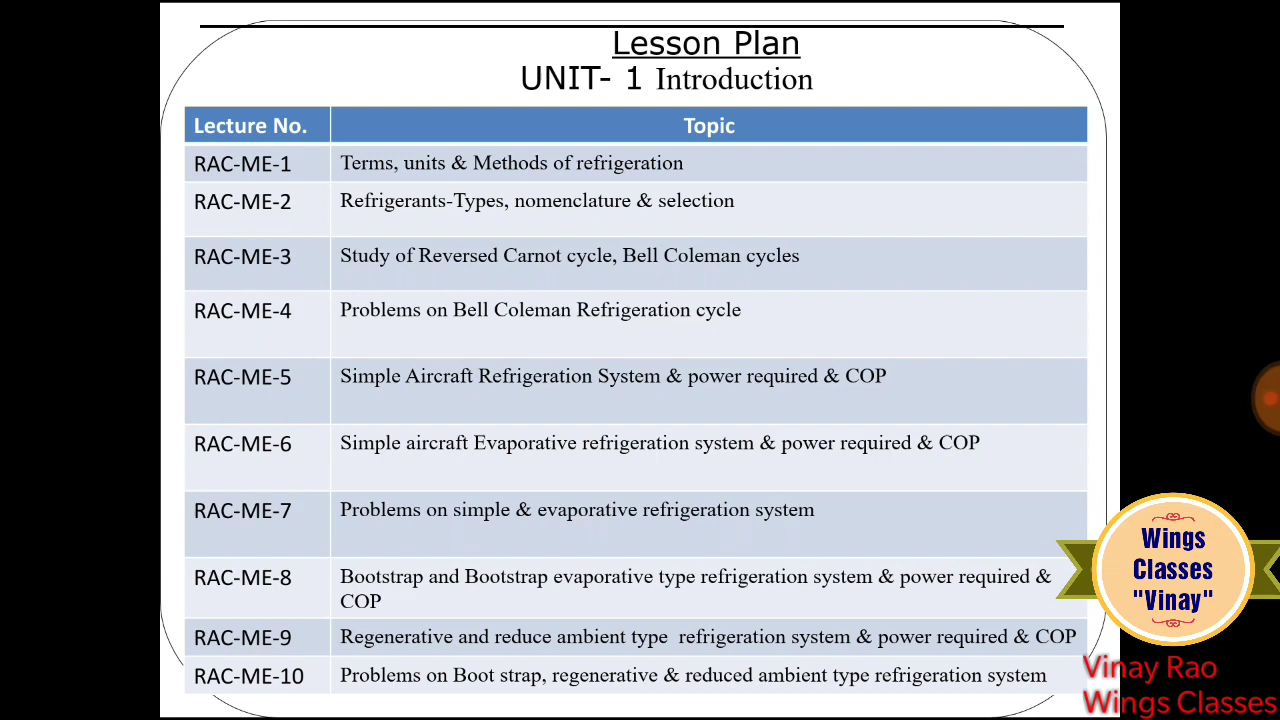 Lesson Plan
UNIT- 1 Introduction
Lecture No. Topic
RAC-ME-1 Terms, units & Methods of refrigeration
RAC-ME-2 Refrigerants-Types, nomenclature & selection
RAC-ME-3 Study of Reversed Carnot cycle, Bell Coleman cycles
RAC-ME-4 Problems on Bell Coleman Refrigeration cycle
RAC-ME-5 Simple Aircraft Refrigeration System & power required & COP
RAC-ME-6 Simple aircraft Evaporative refrigeration system & power required & COP
RAC-ME-7 Problems on simple & evaporative refrigeration system
RAC-ME-8 Bootstrap and Bootstrap evaporative type refrigeration system & power required &
COP
RAC-ME-9 Regenerative and reduce ambient type refrigeration system & power required & COP
RAC-ME-10 Problems on Boot strap, regenerative & reduced ambient type refrigeration system
Wings
Classes
"Vinay"
Vinay Rao
Wings Classes